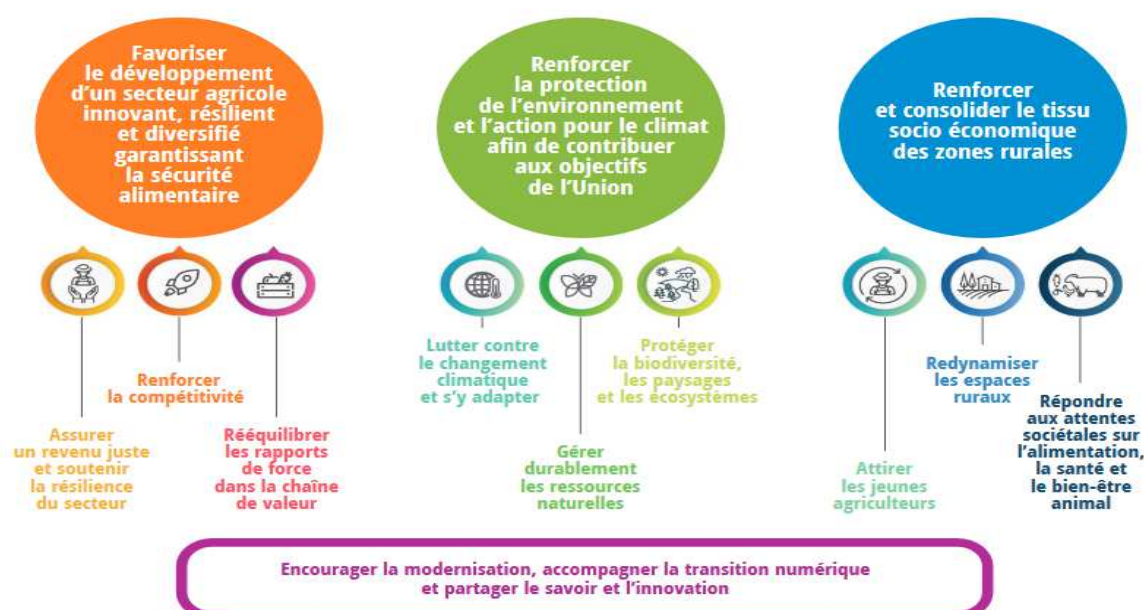 Favoriser
le développement
d'un secteur agricole
innovant, résilient
et diversifié
garantissant
la sécurité
alimentaire
Renforcer
la protection
de l'environnement
et l'action pour le climat
afin de contribuer
aux objectifs
de l'Union
Renforcer
et consolider le tissu
socio économique
des zones rurales
Assurer
un revenu juste
et soutenir
la résilience
du secteur
Renforcer
la compétitivité
Rééquilibrer
les rapports
de force
dans la chaîne
de valeur
Lutter contre
le changement
climatique
et s'y adapter
Gérer
durablement
les ressources
naturelles
Protéger
la biodiversité,
les paysages
et les écosystèmes
Attirer
les jeunes
agriculteurs
Redynamiser
les espaces
ruraux
Répondre
aux attentes
sociétales sur
l'alimentation,
la santé et
le bien-être
animal
Encourager la modernisation, accompagner la transition numérique
et partager le savoir et l'innovation